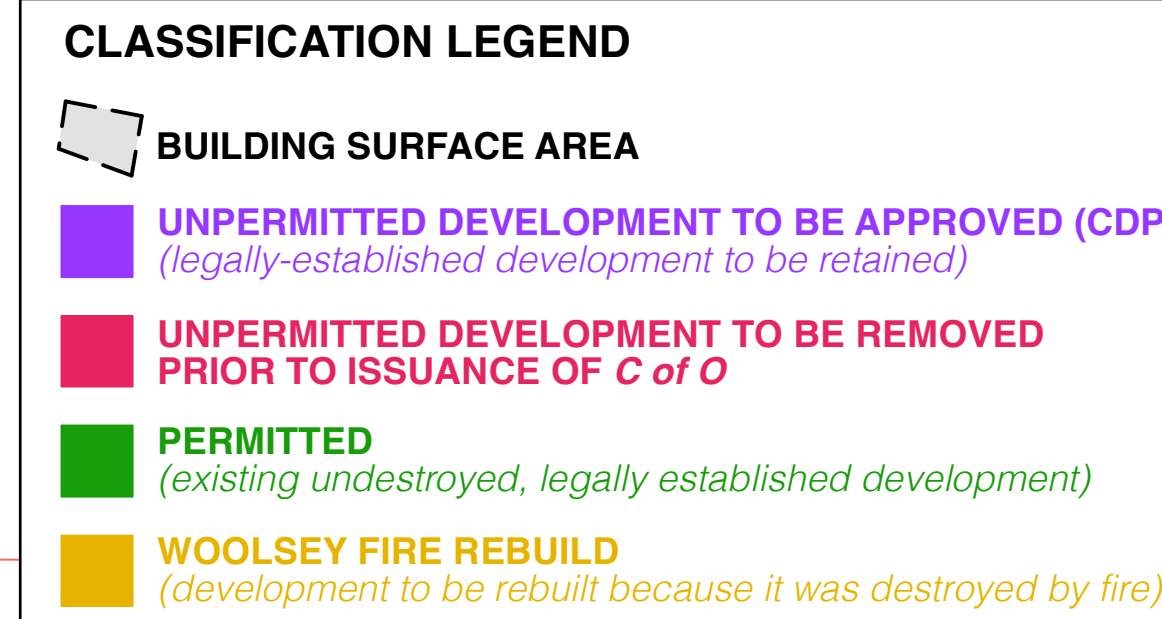 CLASSIFICATION LEGEND
BUILDING SURFACE AREA
UNPERMITTED DEVELOPMENT TO BE APPROVED (CDP
(legally-established development to be retained)
UNPERMITTED DEVELOPMENT TO BE REMOVED
PRIOR TO ISSUANCE OF C of O
PERMITTED
(existing undestroyed, legally established development)
WOOLSEY FIRE REBUILD
(development to be rebuilt because it was destroyed by fire)